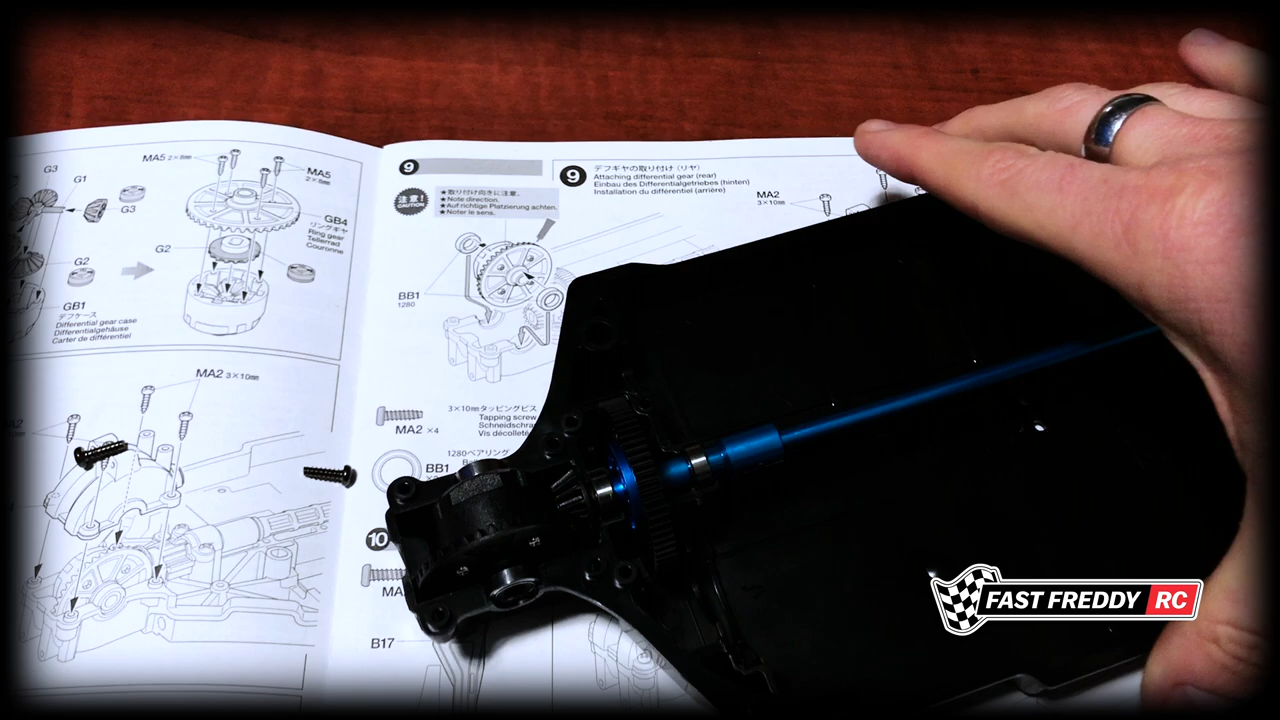 G3
G1
G3
G2
GB1
デフケース
Differential gear case
Differentialgehäuse
Carter de différentiel
MA5 2×8mm
MA5
2×8mm
GB4
リングギヤ
Ring gear
Tellerrad
Couronne
G2
MA2 3×10mm
9
注意!
CAUTION
★取り付け向きに注意。
★Note direction.
★Auf richtige Platzierung achten.
★Noter le sens.
BB1
1280
9
デフギヤの取り付け (リヤ)
Attaching differential gear (rear)
Einbau des Differentialgetriebes (hinten)
Installation du différentiel (arrière)
MA2
3×10mm
MA2 ×4
3×10mmタッピングビス
Tapping screw
BB1
1280ベアリング
10
B17
FAST FREDDY RC